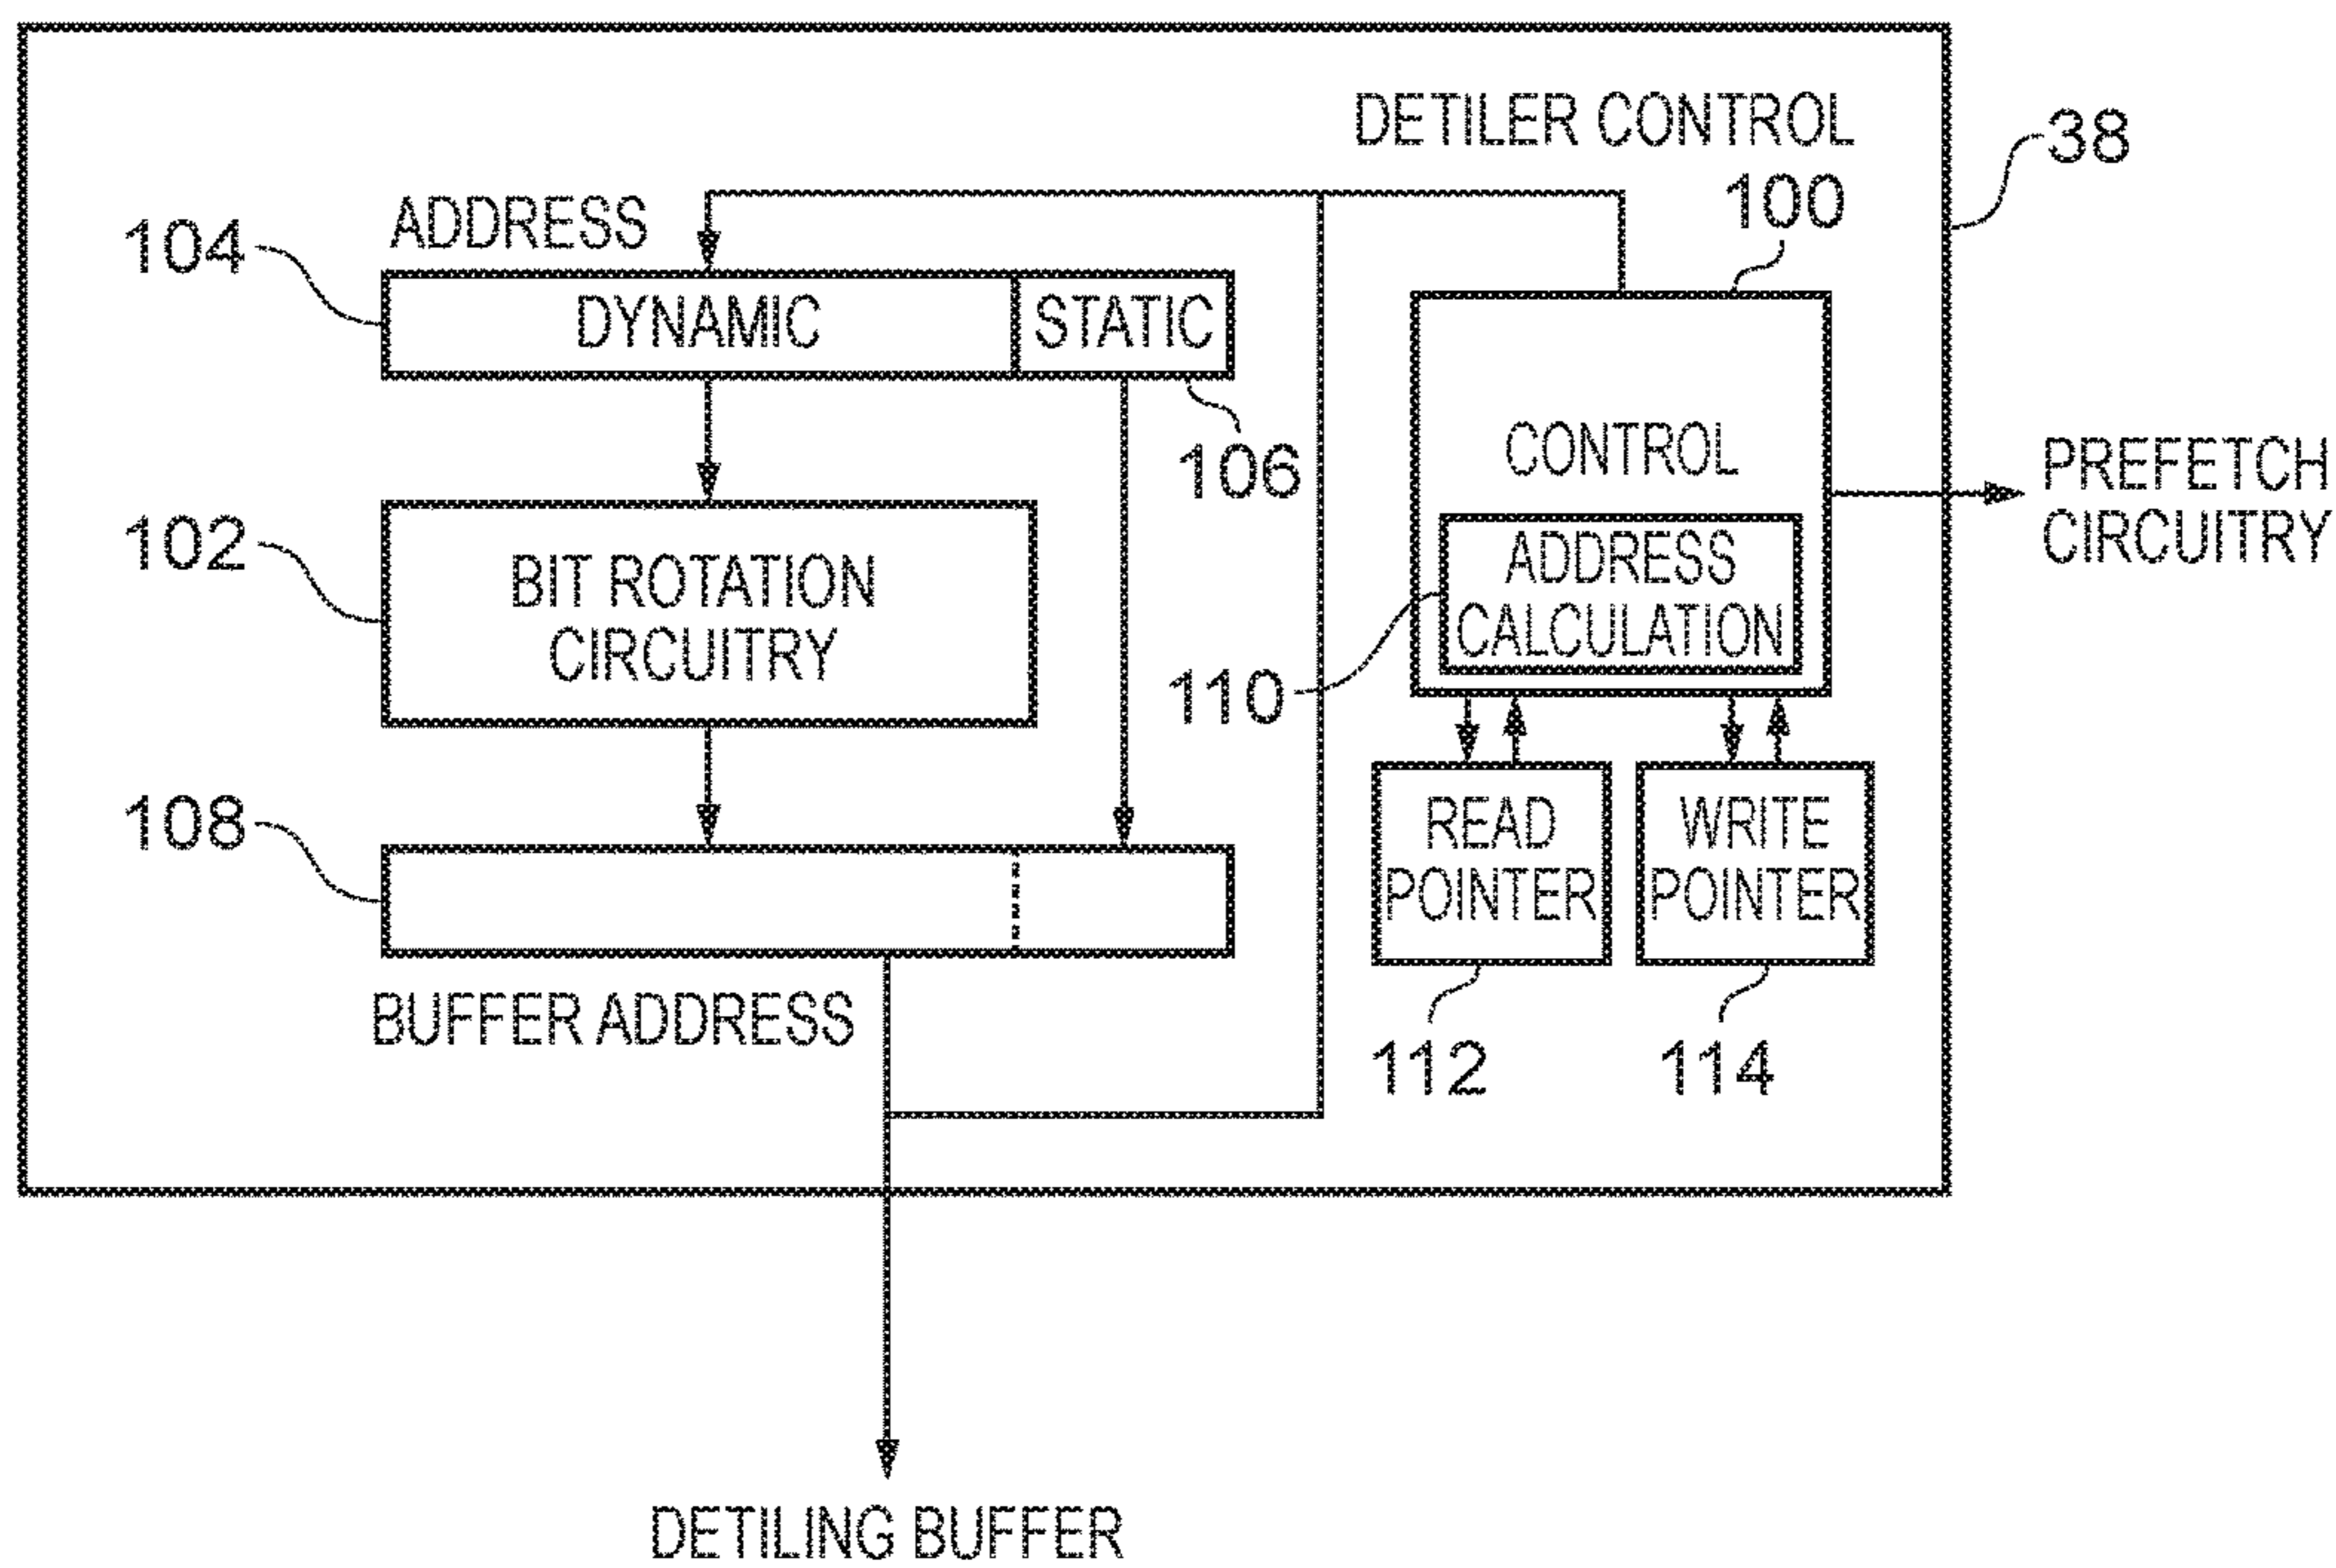 DETILER CONTROL
38
100
ADDRESS
104
DYNAMIC
STATIC
106
CONTROL
PREFETCH
CIRCUITRY
102
BIT ROTATION
CIRCUITRY
ADDRESS
CALCULATION
110
108
READ
POINTER
WRITE
POINTER
BUFFER ADDRESS
112
114
DETILING BUFFER